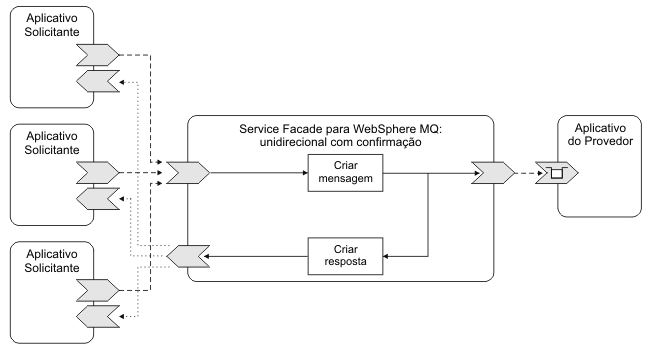 Aplicativo
Solicitante
Aplicativo
Solicitante
Aplicativo
Solicitante
Service Facade para WebSphere MQ:
unidirecional com confirmação
Criar
mensagem
Criar
resposta
Aplicativo
do Provedor